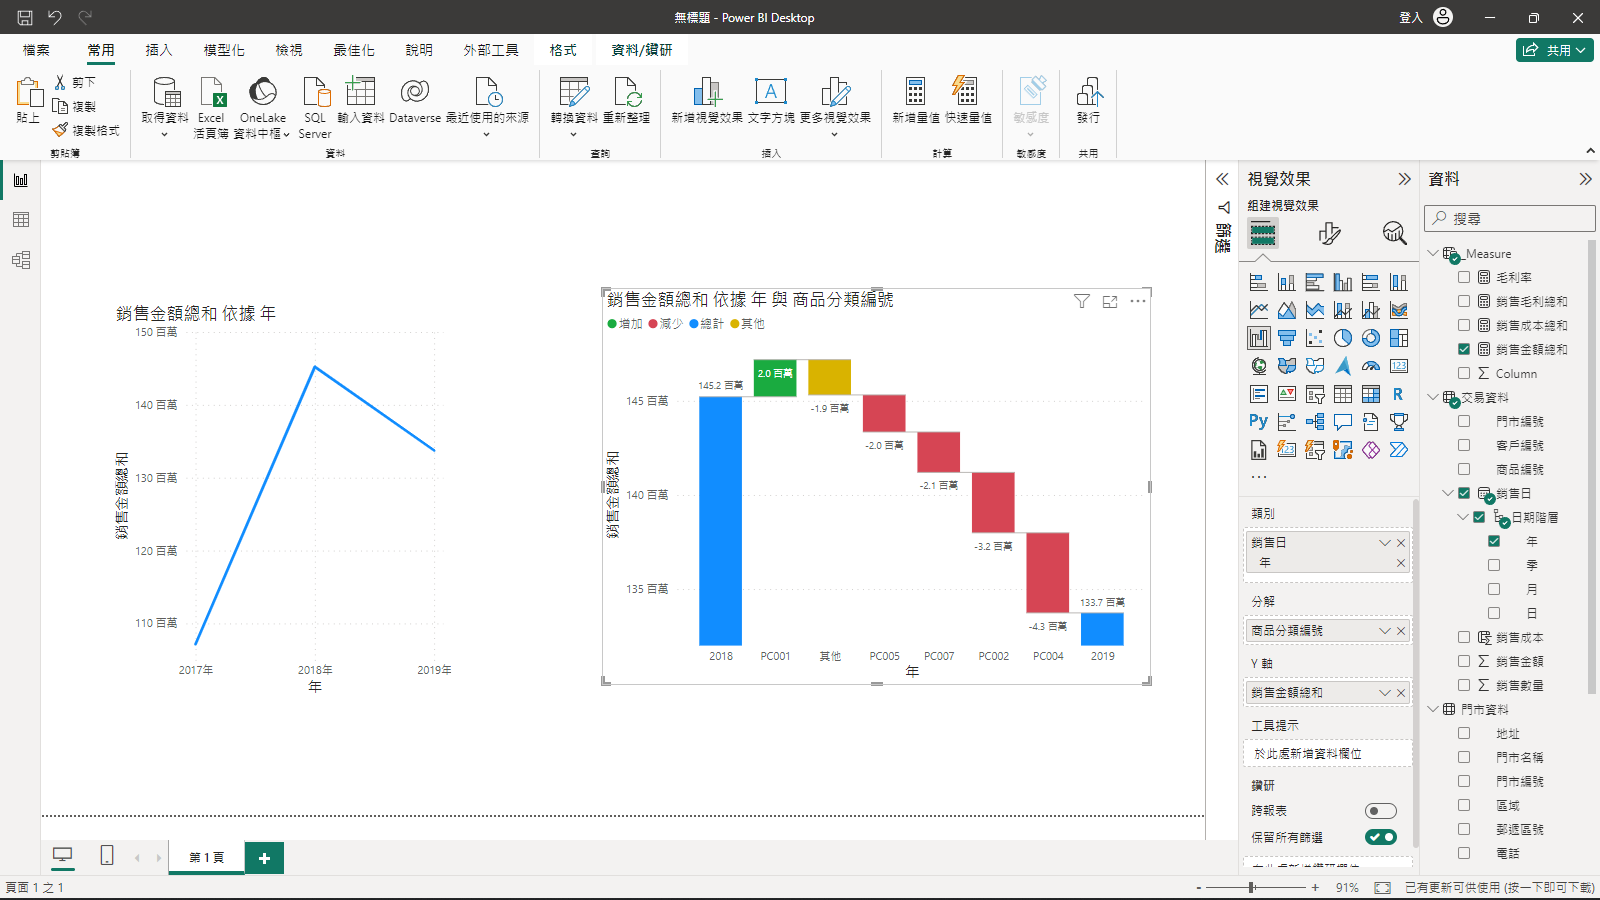 無標題 - Power BI Desktop
登入
檔案 常用 插入 模型化 檢視 最佳化 說明 外部工具 格式 資料/鑽研
共用
貼上
剪下
複製
複製格式
剪貼簿
取得資料
Excel 活頁簿
OneLake 資料中樞
SQL Server
輸入資料
Dataverse
最近使用的來源
資料
轉換資料
重新整理
查詢
新增視覺效果
文字方塊
更多視覺效果
插入
新增量值
快速量值
計算
敏感度
敏感度
發行
共用
銷售金額總和 依據 年
150 百萬
140 百萬
130 百萬
120 百萬
110 百萬
銷售金額總和
2017年 2018年 2019年
年
銷售金額總和 依據 年 與 商品分類編號
增加 減少 總計 其他
145 百萬
140 百萬
135 百萬
銷售金額總和
145.2 百萬
2.0 百萬
-1.9 百萬
-2.0 百萬
-2.1 百萬
-3.2 百萬
-4.3 百萬
133.7 百萬
2018 PC001 其他 PC005 PC007 PC002 PC004 2019
年
篩選
視覺效果
組建視覺效果
123
R
Py
123
類別
銷售日
年
分解
商品分類編號
Y 軸
銷售金額總和
工具提示
於此處新增資料欄位
鑽研
跨報表
保留所有篩選
資料
搜尋
_Measure
毛利率
銷售毛利總和
銷售成本總和
銷售金額總和
Column
交易資料
門市編號
客戶編號
商品編號
銷售日
日期階層
年
季
月
日
銷售成本
銷售金額
銷售數量
門市資料
地址
門市名稱
門市編號
區域
郵遞區號
電話
第 1 頁
頁面 1 之 1
- + 91%
已有更新可供使用 (按一下即可下載)